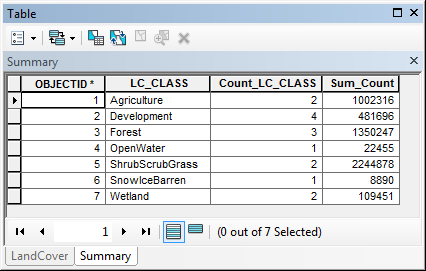 Table
Summary
OBJECTID * LC_CLASS Count_LC_CLASS Sum_Count
1 Agriculture 2 1002316
2 Development 4 481696
3 Forest 3 1350247
4 OpenWater 1 22455
5 ShrubScrubGrass 2 2244878
6 SnowIceBarren 1 8890
7 Wetland 2 109451
1 (0 out of 7 Selected)
LandCover Summary